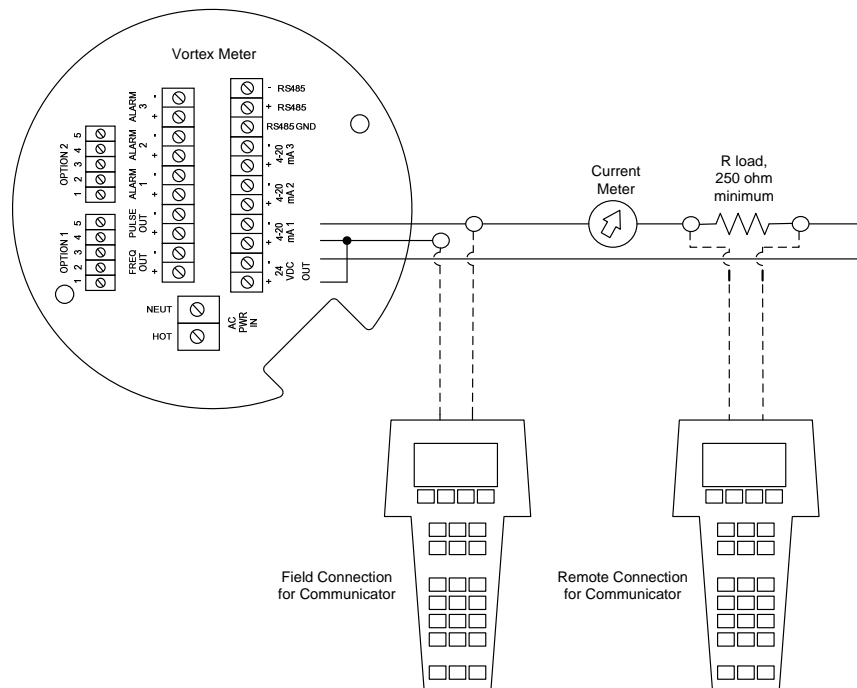 Vortex Meter
OPTION 2
5
4
3
2
1
OPTION 1
5
4
3
2
1
- ALARM 3 +
- ALARM 2 +
- ALARM 1 +
- PULSE OUT +
- FREQ OUT +
- RS485
+ RS485
RS485 GND
- 4-20 mA 3 +
- 4-20 mA 2 +
- 4-20 mA 1 +
- 24 VDC OUT +
NEUT
HOT
AC PWR IN
Current
Meter
R load,
250 ohm
minimum
Field Connection
for Communicator
Remote Connection
for Communicator